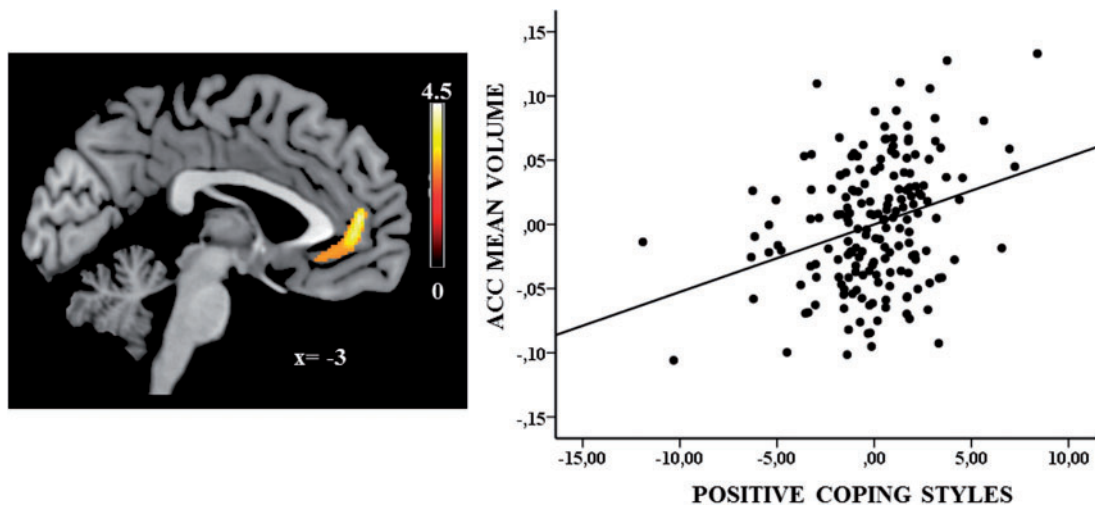 4.5
0
x= -3
ACC MEAN VOLUME
,15
,10
,05
,00
-,05
-,10
-,15
-15,00 -10,00 -5,00 ,00 5,00 10,00
POSITIVE COPING STYLES